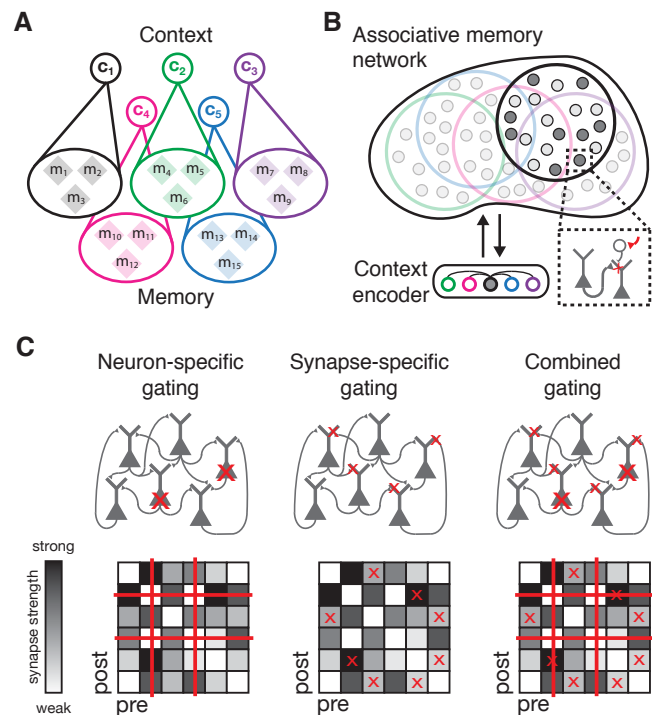 A
Context
c1
c2
c3
c4
c5
m1
m2
m3
m4
m5
m6
m7
m8
m9
m10
m11
m12
m13
m14
m15
Memory
B
Associative memory
network
Context
encoder
C
Neuron-specific
gating
Synapse-specific
gating
Combined
gating
strong
synapse strength
weak
post
pre
post
pre
post
pre